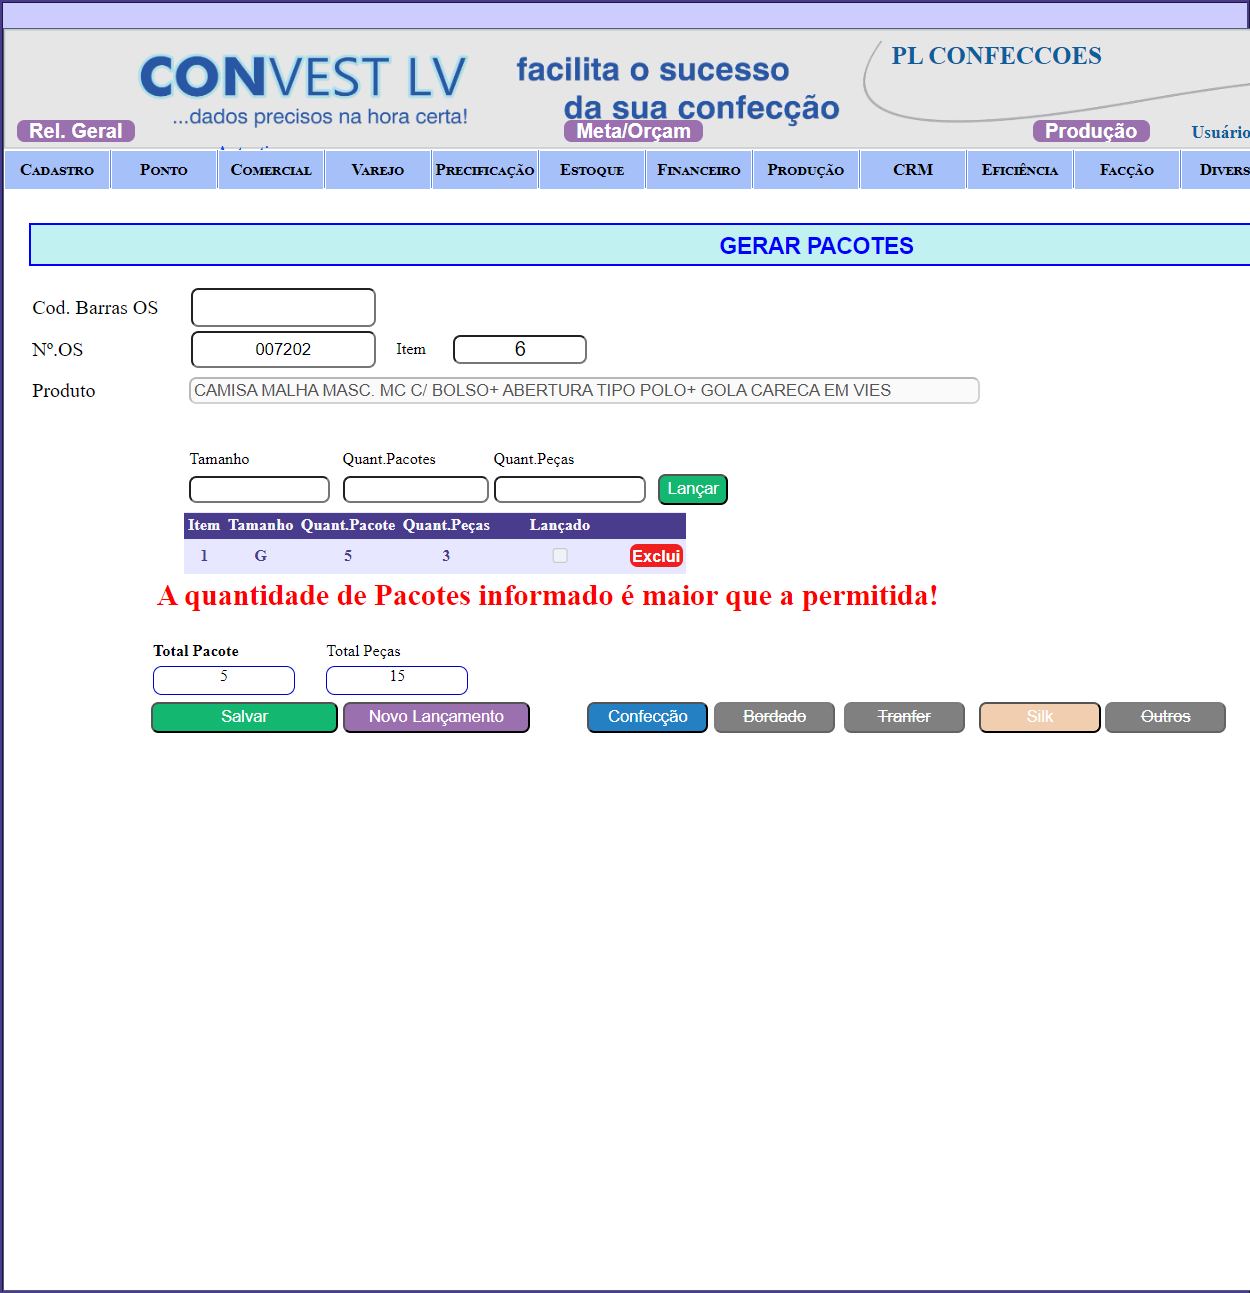 CONVEST LV
...dados precisos na hora certa!
facilita o sucesso
da sua confecção
PL CONFECCOES
Rel. Geral
Meta/Orçam
Produção
Usuário
Cadastro
Ponto
Comercial
Varejo
Precificação
Estoque
Financeiro
Produção
CRM
Eficiência
Facção
Divers
GERAR PACOTES
Cod. Barras OS
Nº.OS 007202 Item 6
Produto CAMISA MALHA MASC. MC C/ BOLSO+ ABERTURA TIPO POLO+ GOLA CARECA EM VIES
Tamanho Quant.Pacotes Quant.Peças
Lançar
Item Tamanho Quant.Pacote Quant.Peças Lançado
1 G 5 3 Exclui
A quantidade de Pacotes informado é maior que a permitida!
Total Pacote Total Peças
5 15
Salvar Novo Lançamento Confecção Bordado Tranfer Silk Outros